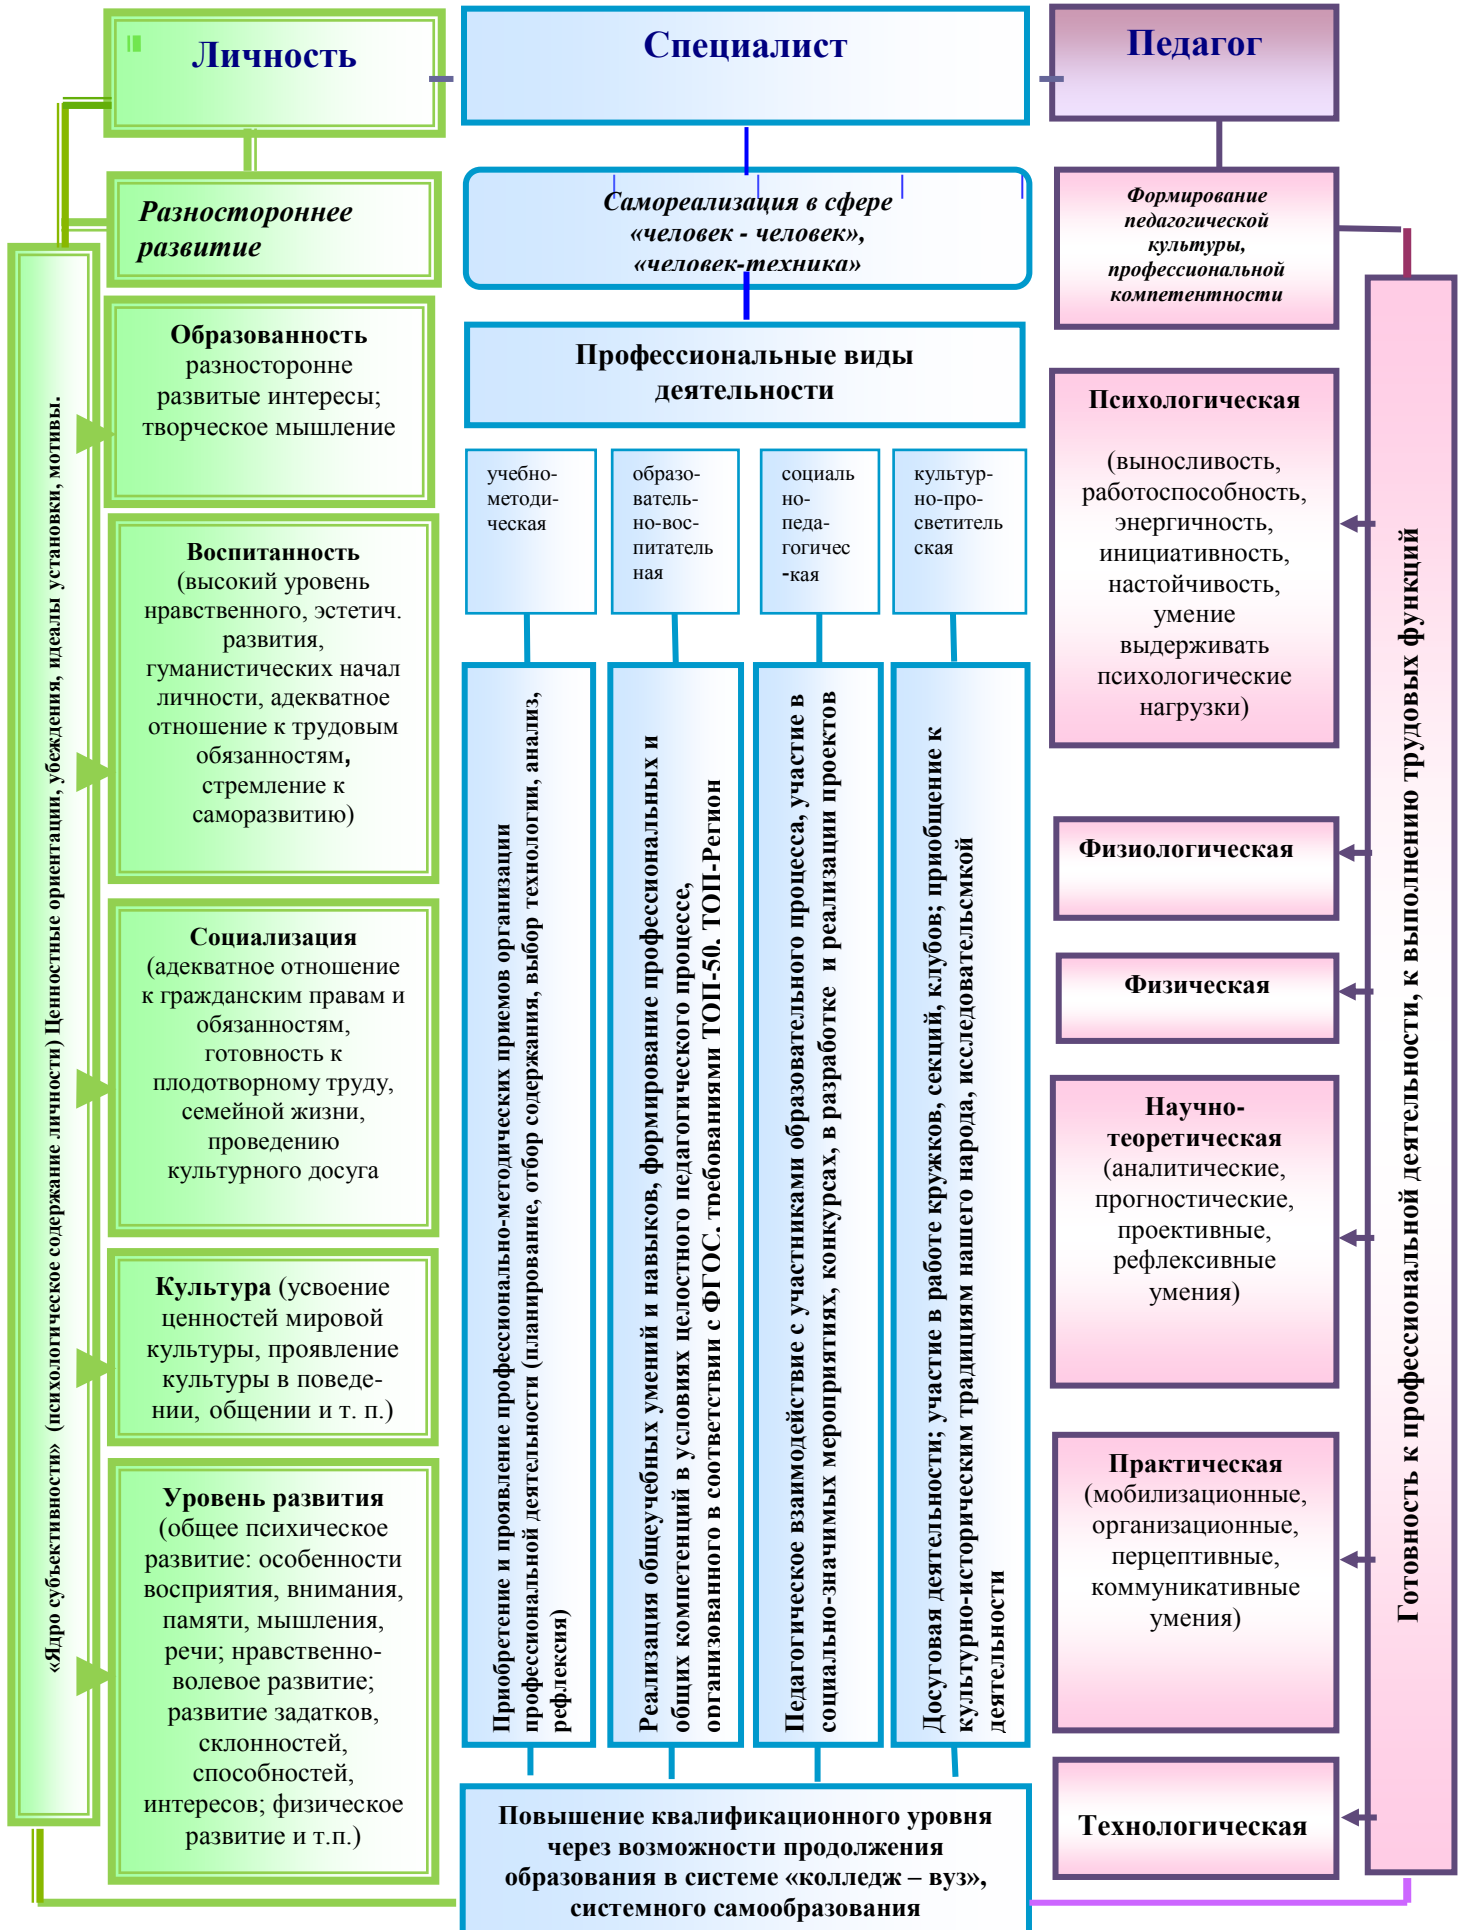 Личность
Специалист
Педагог
Разностороннее
развитие
Самореализация в сфере
«человек - человек»,
«человек-техника»
Формирование
педагогической
культуры,
профессиональной
компетентности
«Ядро субъективности» (психологическое содержание личности) Ценностные ориентации, убеждения, идеалы установки, мотивы.
Образованность
разносторонне
развитые интересы;
творческое мышление
Воспитанность
(высокий уровень
нравственного, эстетич.
развития,
гуманистических начал
личности, адекватное
отношение к трудовым
обязанностям,
стремление к
саморазвитию)
Социализация
(адекватное отношение
к гражданским правам и
обязанностям,
готовность к
плодотворному труду,
семейной жизни,
проведению
культурного досуга
Культура (усвоение
ценностей мировой
культуры, проявление
культуры в поведе-
нии, общении и т. п.)
Уровень развития
(общее психическое
развитие: особенности
восприятия, внимания,
памяти, мышления,
речи; нравственно-
волевое развитие;
развитие задатков,
склонностей,
способностей,
интересов; физическое
развитие и т.п.)
Профессиональные виды
деятельности
учебно-
методи-
ческая
образо-
ватель-
но-вос-
питатель
ная
социаль
но-
педа-
гогичес
-кая
культур-
но-про-
светитель
ская
Приобретение и проявление профессионально-методических приемов организации
профессиональной деятельности (планирование, отбор содержания, выбор технологии, анализ,
рефлексия)
Реализация общеучебных умений и навыков, формирование профессиональных и
общих компетенций в условиях целостного педагогического процессе,
организованного в соответствии с ФГОС, требованиями ТОП-50. ТОП-Регион
Педагогическое взаимодействие с участниками образовательного процесса, участие в
социально-значимых мероприятиях, конкурсах, в разработке и реализации проектов
Досуговая деятельности; участие в работе кружков, секций, клубов; приобщение к
культурно-историческим традициям нашего народа, исследовательсмкой
деятельности
Повышение квалификационного уровня
через возможности продолжения
образования в системе «колледж – вуз»,
системного самообразования
Психологическая
(выносливость,
работоспособность,
энергичность,
инициативность,
настойчивость,
умение
выдерживать
психологические
нагрузки)
Физиологическая
Физическая
Научно-
теоретическая
(аналитические,
прогностические,
проективные,
рефлексивные
умения)
Практическая
(мобилизационные,
организационные,
перцептивные,
коммуникативные
умения)
Технологическая
Готовность к профессиональной деятельности, к выполнению трудовых функций